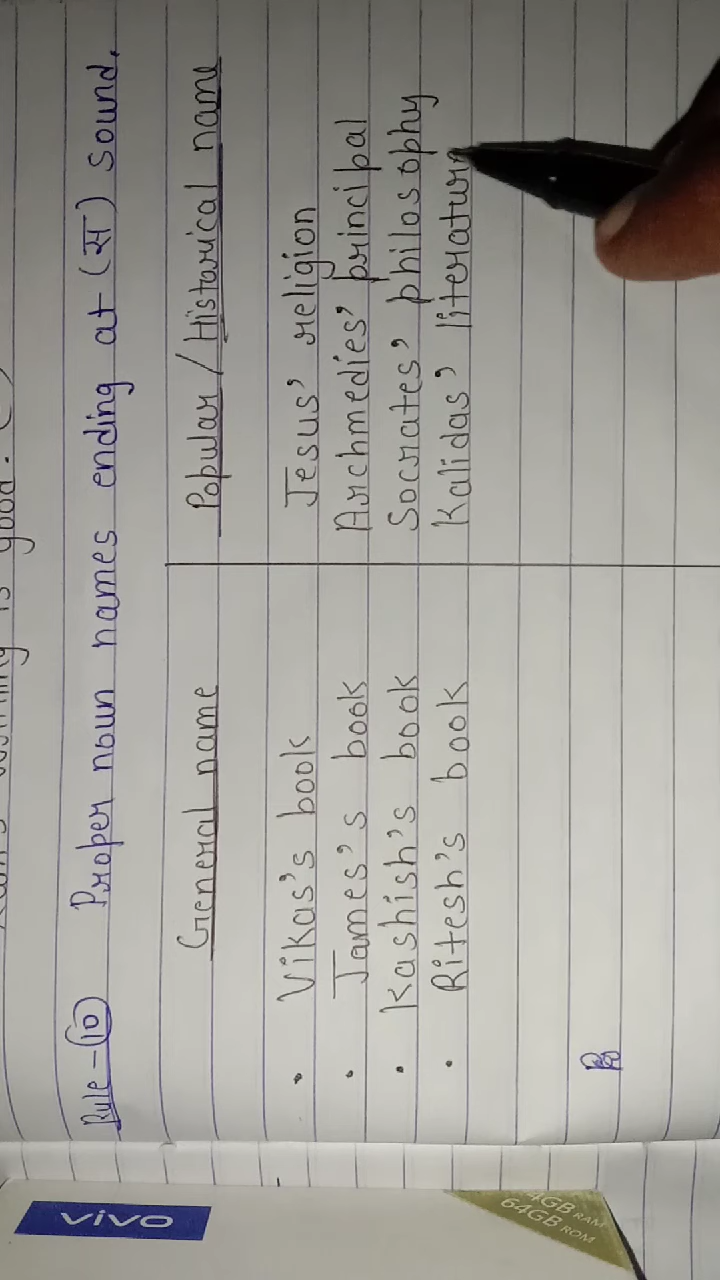 Rule-10 Proper noun names ending at (स) sound.
General name
Popular / Historical name
• Vikas's book
Jesus' religion
• James's book
Archmedies' principal
• Kashish's book
Socrates' philosophy
• Ritesh's book
Kalidas' literature
vivo
4GB RAM
64GB ROM